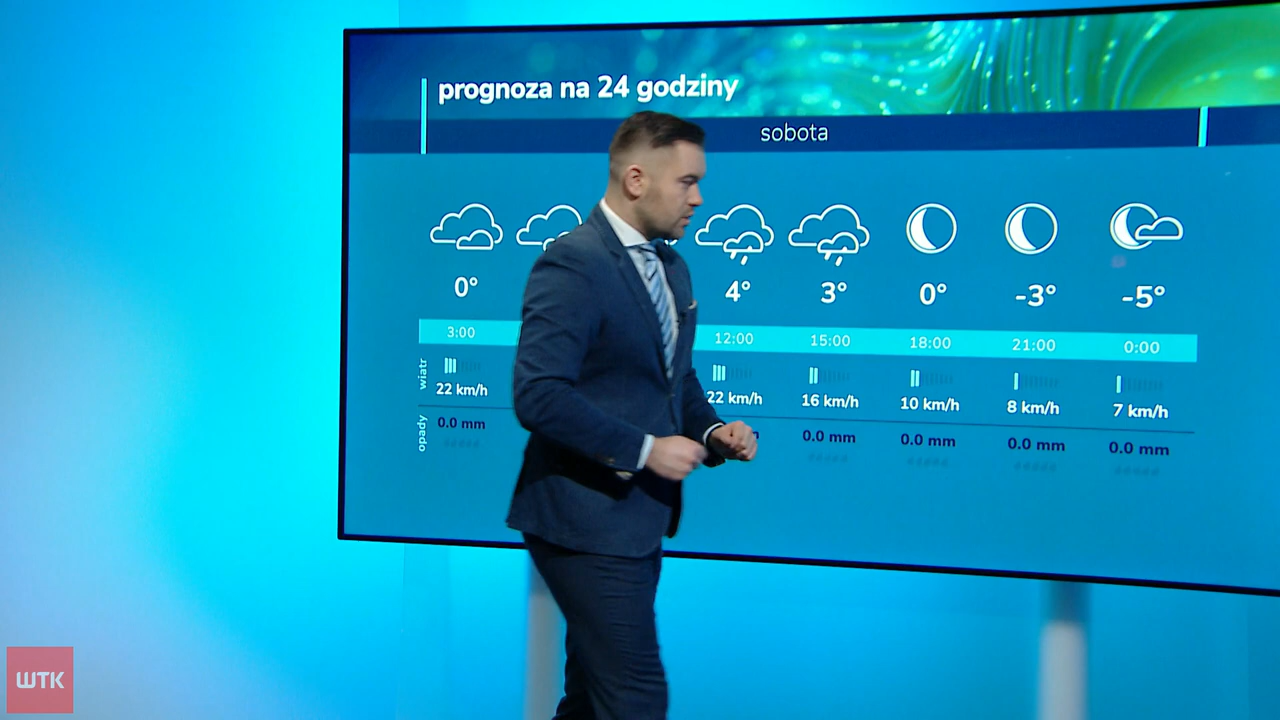 prognoza na 24 godziny
sobota
0° 4° 3° 0° -3° -5°
3:00 12:00 15:00 18:00 21:00 0:00
wiatr
22 km/h 22 km/h 16 km/h 10 km/h 8 km/h 7 km/h
opady
0.0 mm 0.0 mm 0.0 mm 0.0 mm 0.0 mm
ШТК